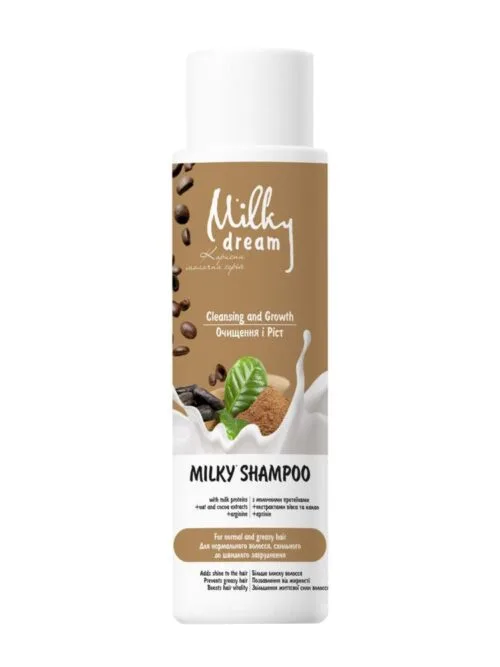 Milky
dream
Корисна
молочна серія
Cleansing and Growth
Очищення і Ріст
MILKY SHAMPOO
with milk proteins | з молочними протеїнами
+oat and cocoa extracts | +екстрактами вівса та какао
+arginine | +аргінін
For normal and greasy hair
Для нормального волосся, схильного
до швидкого забруднення
Adds shine to the hair | Більше блиску волоссю
Prevents greasy hair | Позбавлення від жирності
Boosts hair vitality | Збільшення життєвої сили волосся